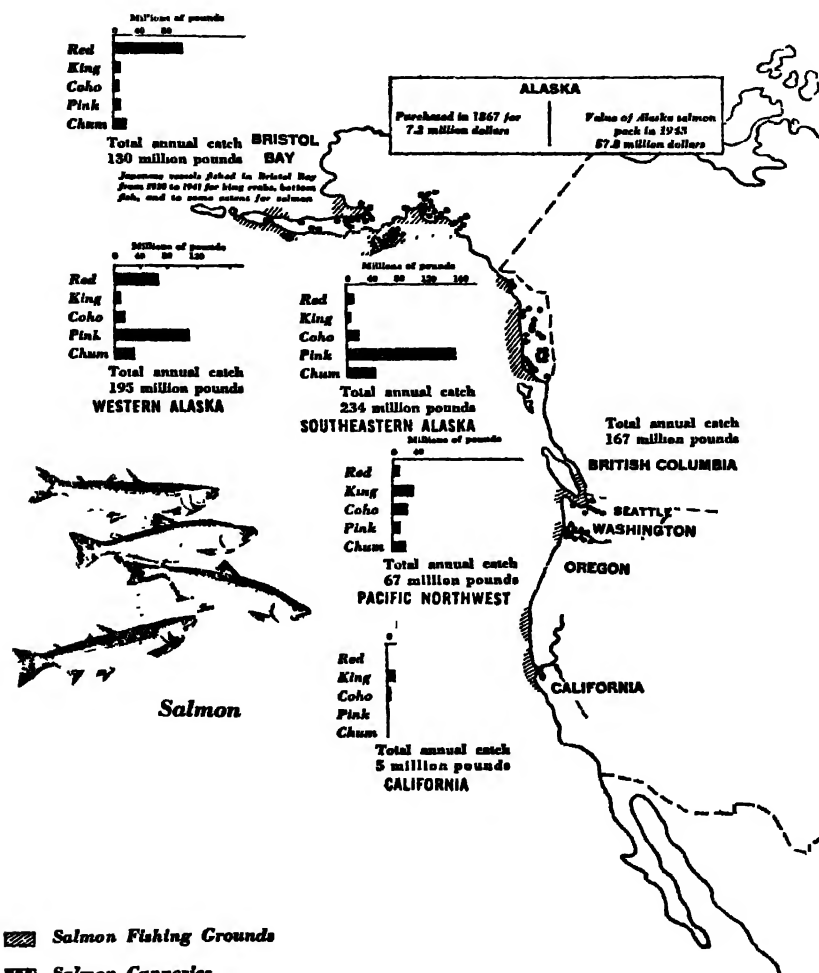 Millions of pounds
0 40 80
Red
King
Coho
Pink
Chum
Total annual catch
130 million pounds
BRISTOL
BAY
Japanese vessels fished in Bristol Bay
from 1930 to 1941 for king crabs, bottom
fish, and to some extent for salmon
ALASKA
Purchased in 1867 for
7.2 million dollars
Value of Alaska salmon
pack in 1943
57.8 million dollars
Millions of pounds
0 40 80 120
Red
King
Coho
Pink
Chum
Total annual catch
195 million pounds
WESTERN ALASKA
Millions of pounds
0 40 80 120 160
Red
King
Coho
Pink
Chum
Total annual catch
234 million pounds
SOUTHEASTERN ALASKA
Total annual catch
167 million pounds
BRITISH COLUMBIA
Millions of pounds
0 40
Red
King
Coho
Pink
Chum
Total annual catch
67 million pounds
PACIFIC NORTHWEST
SEATTLE
WASHINGTON
OREGON
0
Red
King
Coho
Pink
Chum
Total annual catch
5 million pounds
CALIFORNIA
CALIFORNIA
Salmon
Salmon Fishing Grounds
Salmon Canneries